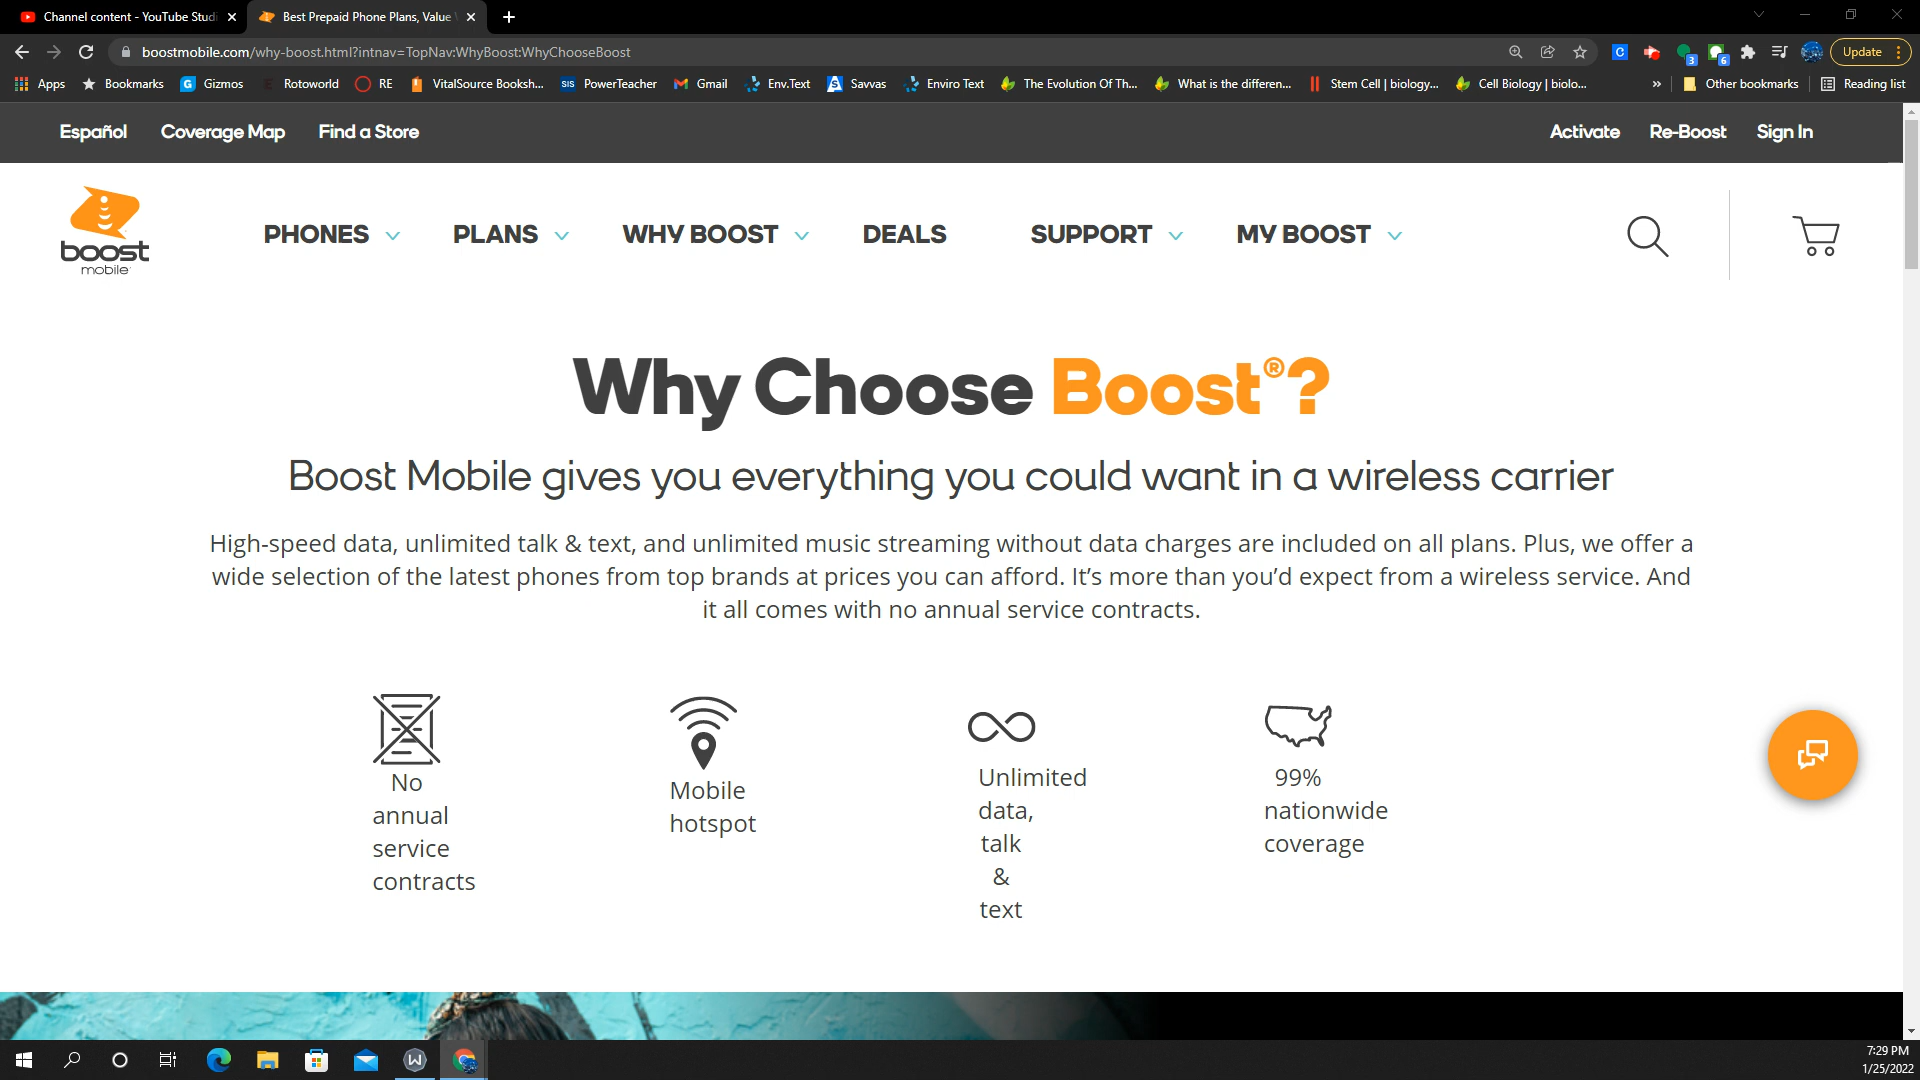 Channel content - YouTube Studi
Best Prepaid Phone Plans, Value
boostmobile.com/why-boost.html?intnav=TopNav:WhyBoost:WhyChooseBoost
C 3 6 Update
Apps Bookmarks G Gizmos E Rotoworld RE VitalSource Booksh... SIS PowerTeacher Gmail Env.Text S Savvas Enviro Text The Evolution Of Th... What is the differen... Stem Cell | biology... Cell Biology | biolo... » Other bookmarks Reading list
Español Coverage Map Find a Store Activate Re-Boost Sign In
boost
mobile
PHONES PLANS WHY BOOST DEALS SUPPORT MY BOOST
Why Choose Boost®?
Boost Mobile gives you everything you could want in a wireless carrier
High-speed data, unlimited talk & text, and unlimited music streaming without data charges are included on all plans. Plus, we offer a
wide selection of the latest phones from top brands at prices you can afford. It’s more than you’d expect from a wireless service. And
it all comes with no annual service contracts.
No
annual
service
contracts
Mobile
hotspot
Unlimited
data,
talk
&
text
99%
nationwide
coverage
W
7:29 PM
1/25/2022